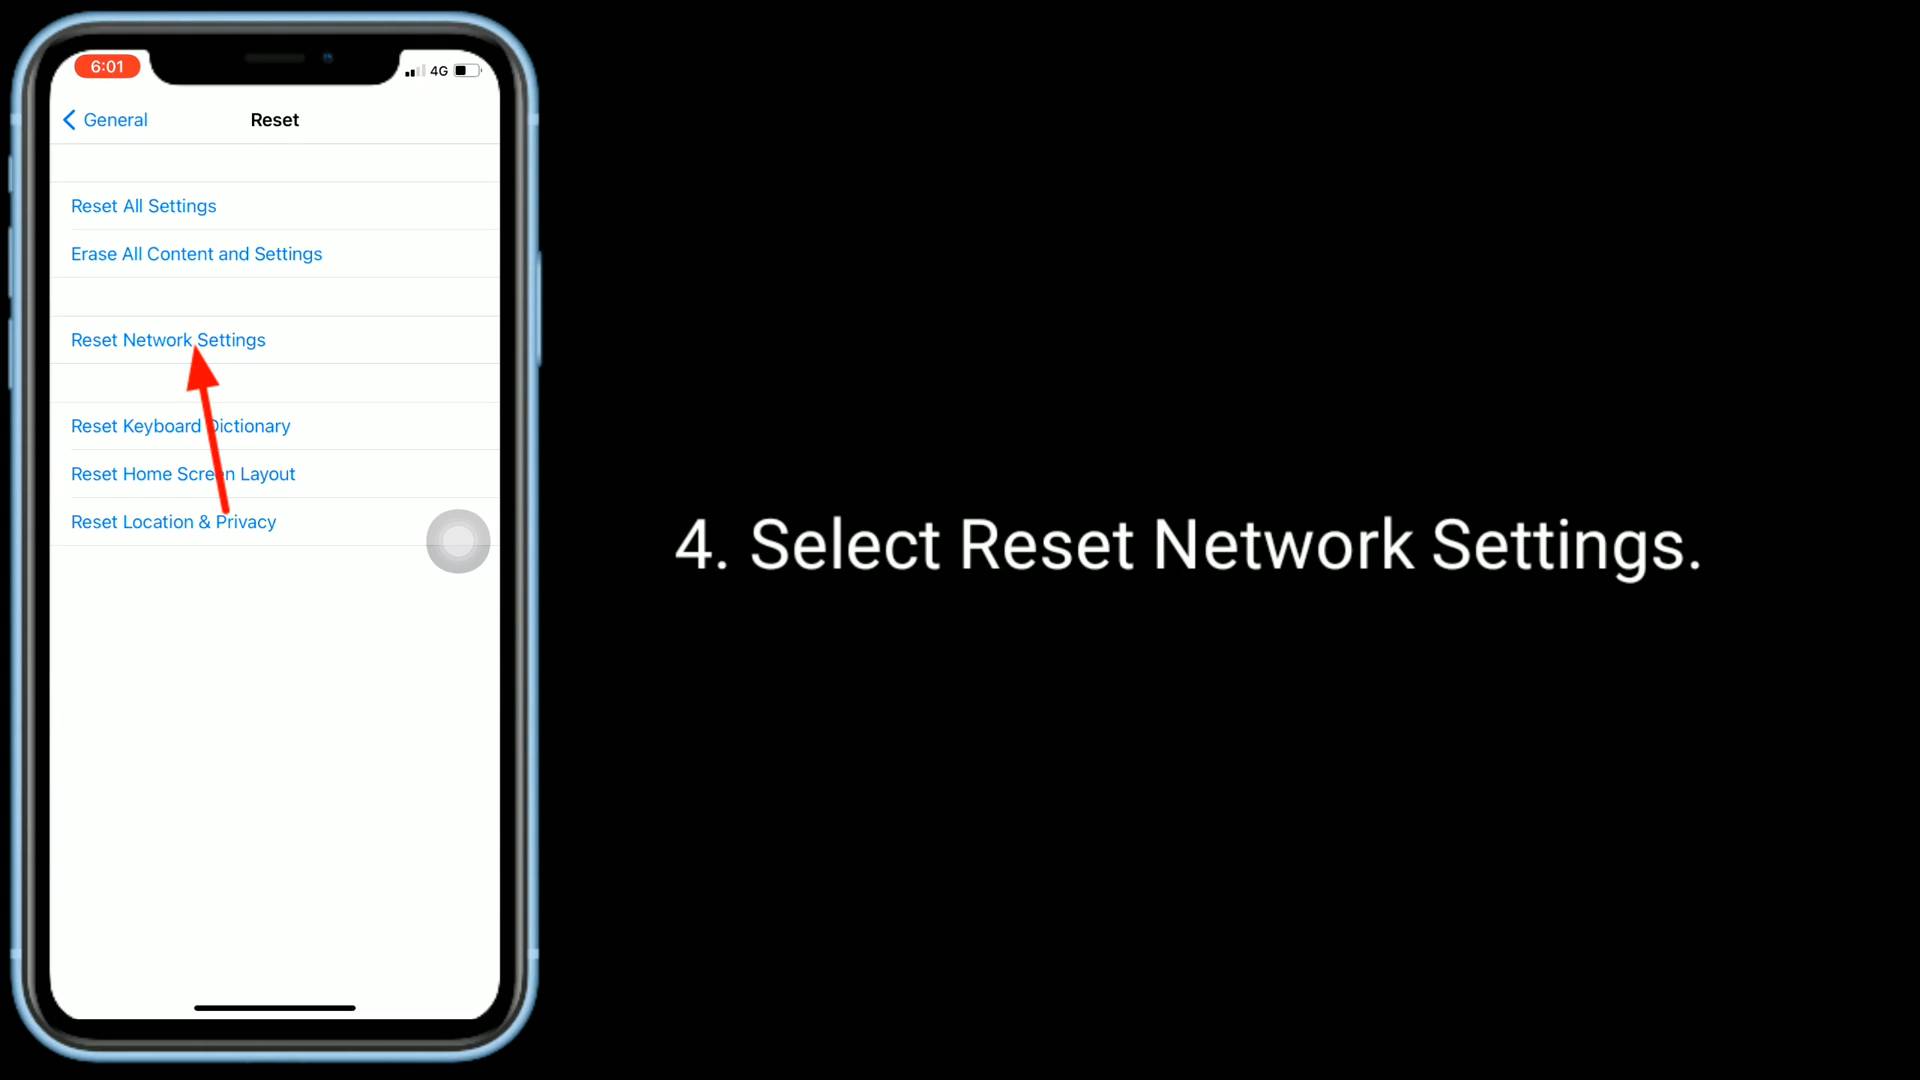 6:01
4G
General
Reset
Reset All Settings
Erase All Content and Settings
Reset Network Settings
Reset Keyboard Dictionary
Reset Home Screen Layout
Reset Location & Privacy
4. Select Reset Network Settings.